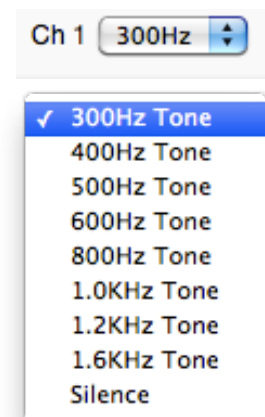 Ch 1 300Hz
✓ 300Hz Tone
400Hz Tone
500Hz Tone
600Hz Tone
800Hz Tone
1.0KHz Tone
1.2KHz Tone
1.6KHz Tone
Silence